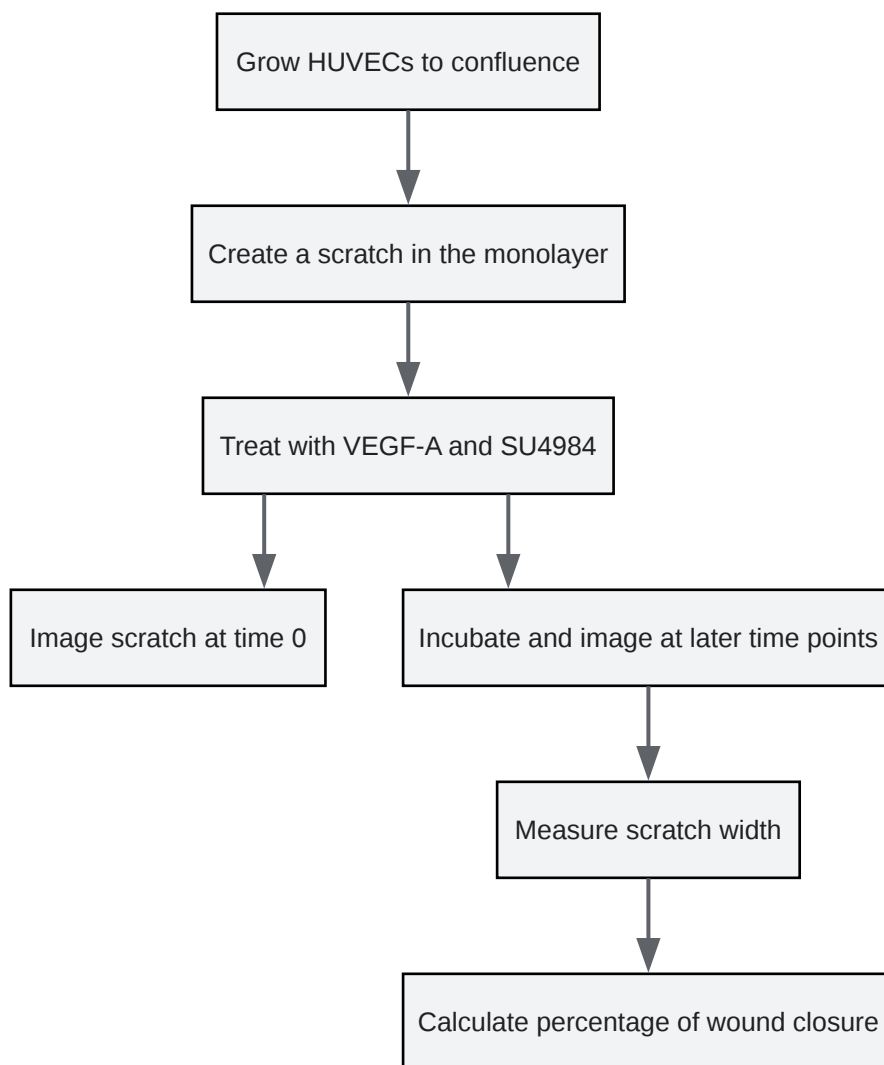 Grow HUVECs to confluence
Create a scratch in the monolayer
Treat with VEGF-A and SU4984
Image scratch at time 0
Incubate and image at later time points
Measure scratch width
Calculate percentage of wound closure